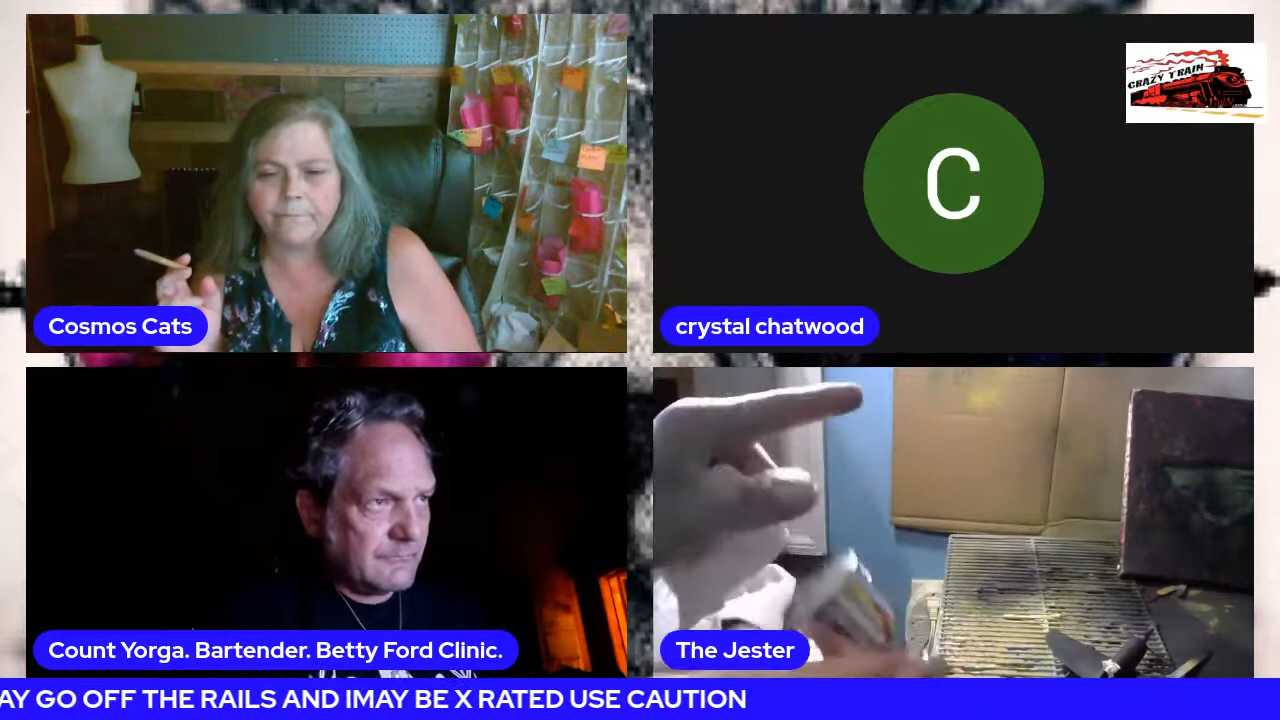 CRAZY TRAIN
Cosmos Cats
C
crystal chatwood
Count Yorga. Bartender. Betty Ford Clinic.
The Jester
AY GO OFF THE RAILS AND IMAY BE X RATED USE CAUTION